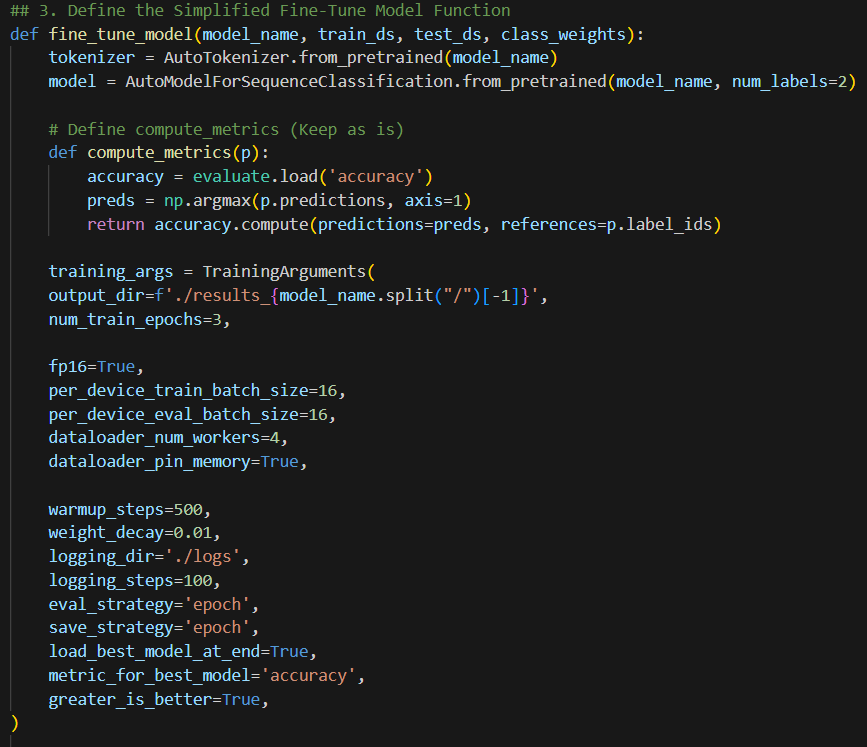 ## 3. Define the Simplified Fine-Tune Model Function
def fine_tune_model(model_name, train_ds, test_ds, class_weights):
    tokenizer = AutoTokenizer.from_pretrained(model_name)
    model = AutoModelForSequenceClassification.from_pretrained(model_name, num_labels=2)

    # Define compute_metrics (Keep as is)
    def compute_metrics(p):
        accuracy = evaluate.load('accuracy')
        preds = np.argmax(p.predictions, axis=1)
        return accuracy.compute(predictions=preds, references=p.label_ids)

    training_args = TrainingArguments(
    output_dir=f'./results_{model_name.split("/")[-1]}',
    num_train_epochs=3,

    fp16=True,
    per_device_train_batch_size=16,
    per_device_eval_batch_size=16,
    dataloader_num_workers=4,
    dataloader_pin_memory=True,

    warmup_steps=500,
    weight_decay=0.01,
    logging_dir='./logs',
    logging_steps=100,
    eval_strategy='epoch',
    save_strategy='epoch',
    load_best_model_at_end=True,
    metric_for_best_model='accuracy',
    greater_is_better=True,
)